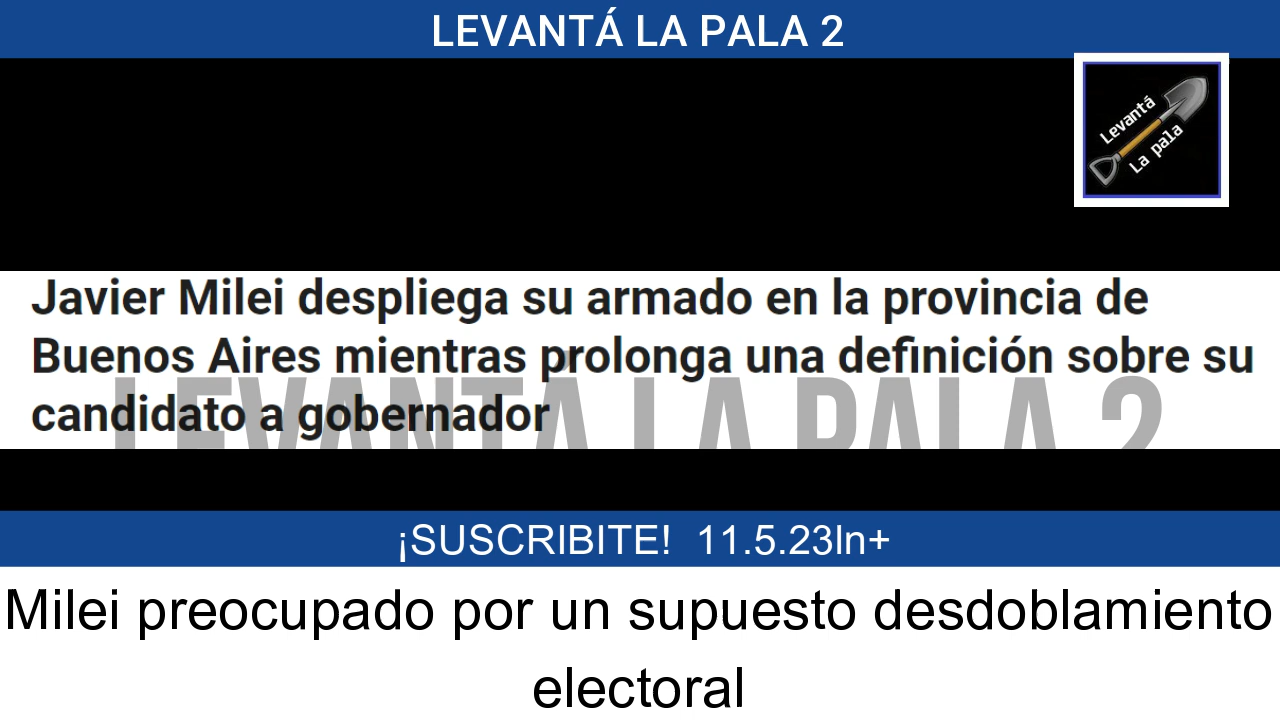 LEVANTÁ LA PALA 2
Levantá
La pala
Javier Milei despliega su armado en la provincia de
Buenos Aires mientras prolonga una definición sobre su
candidato a gobernador
LEVANTÁ LA PALA 2
¡SUSCRIBITE!  11.5.23ln+
Milei preocupado por un supuesto desdoblamiento
electoral